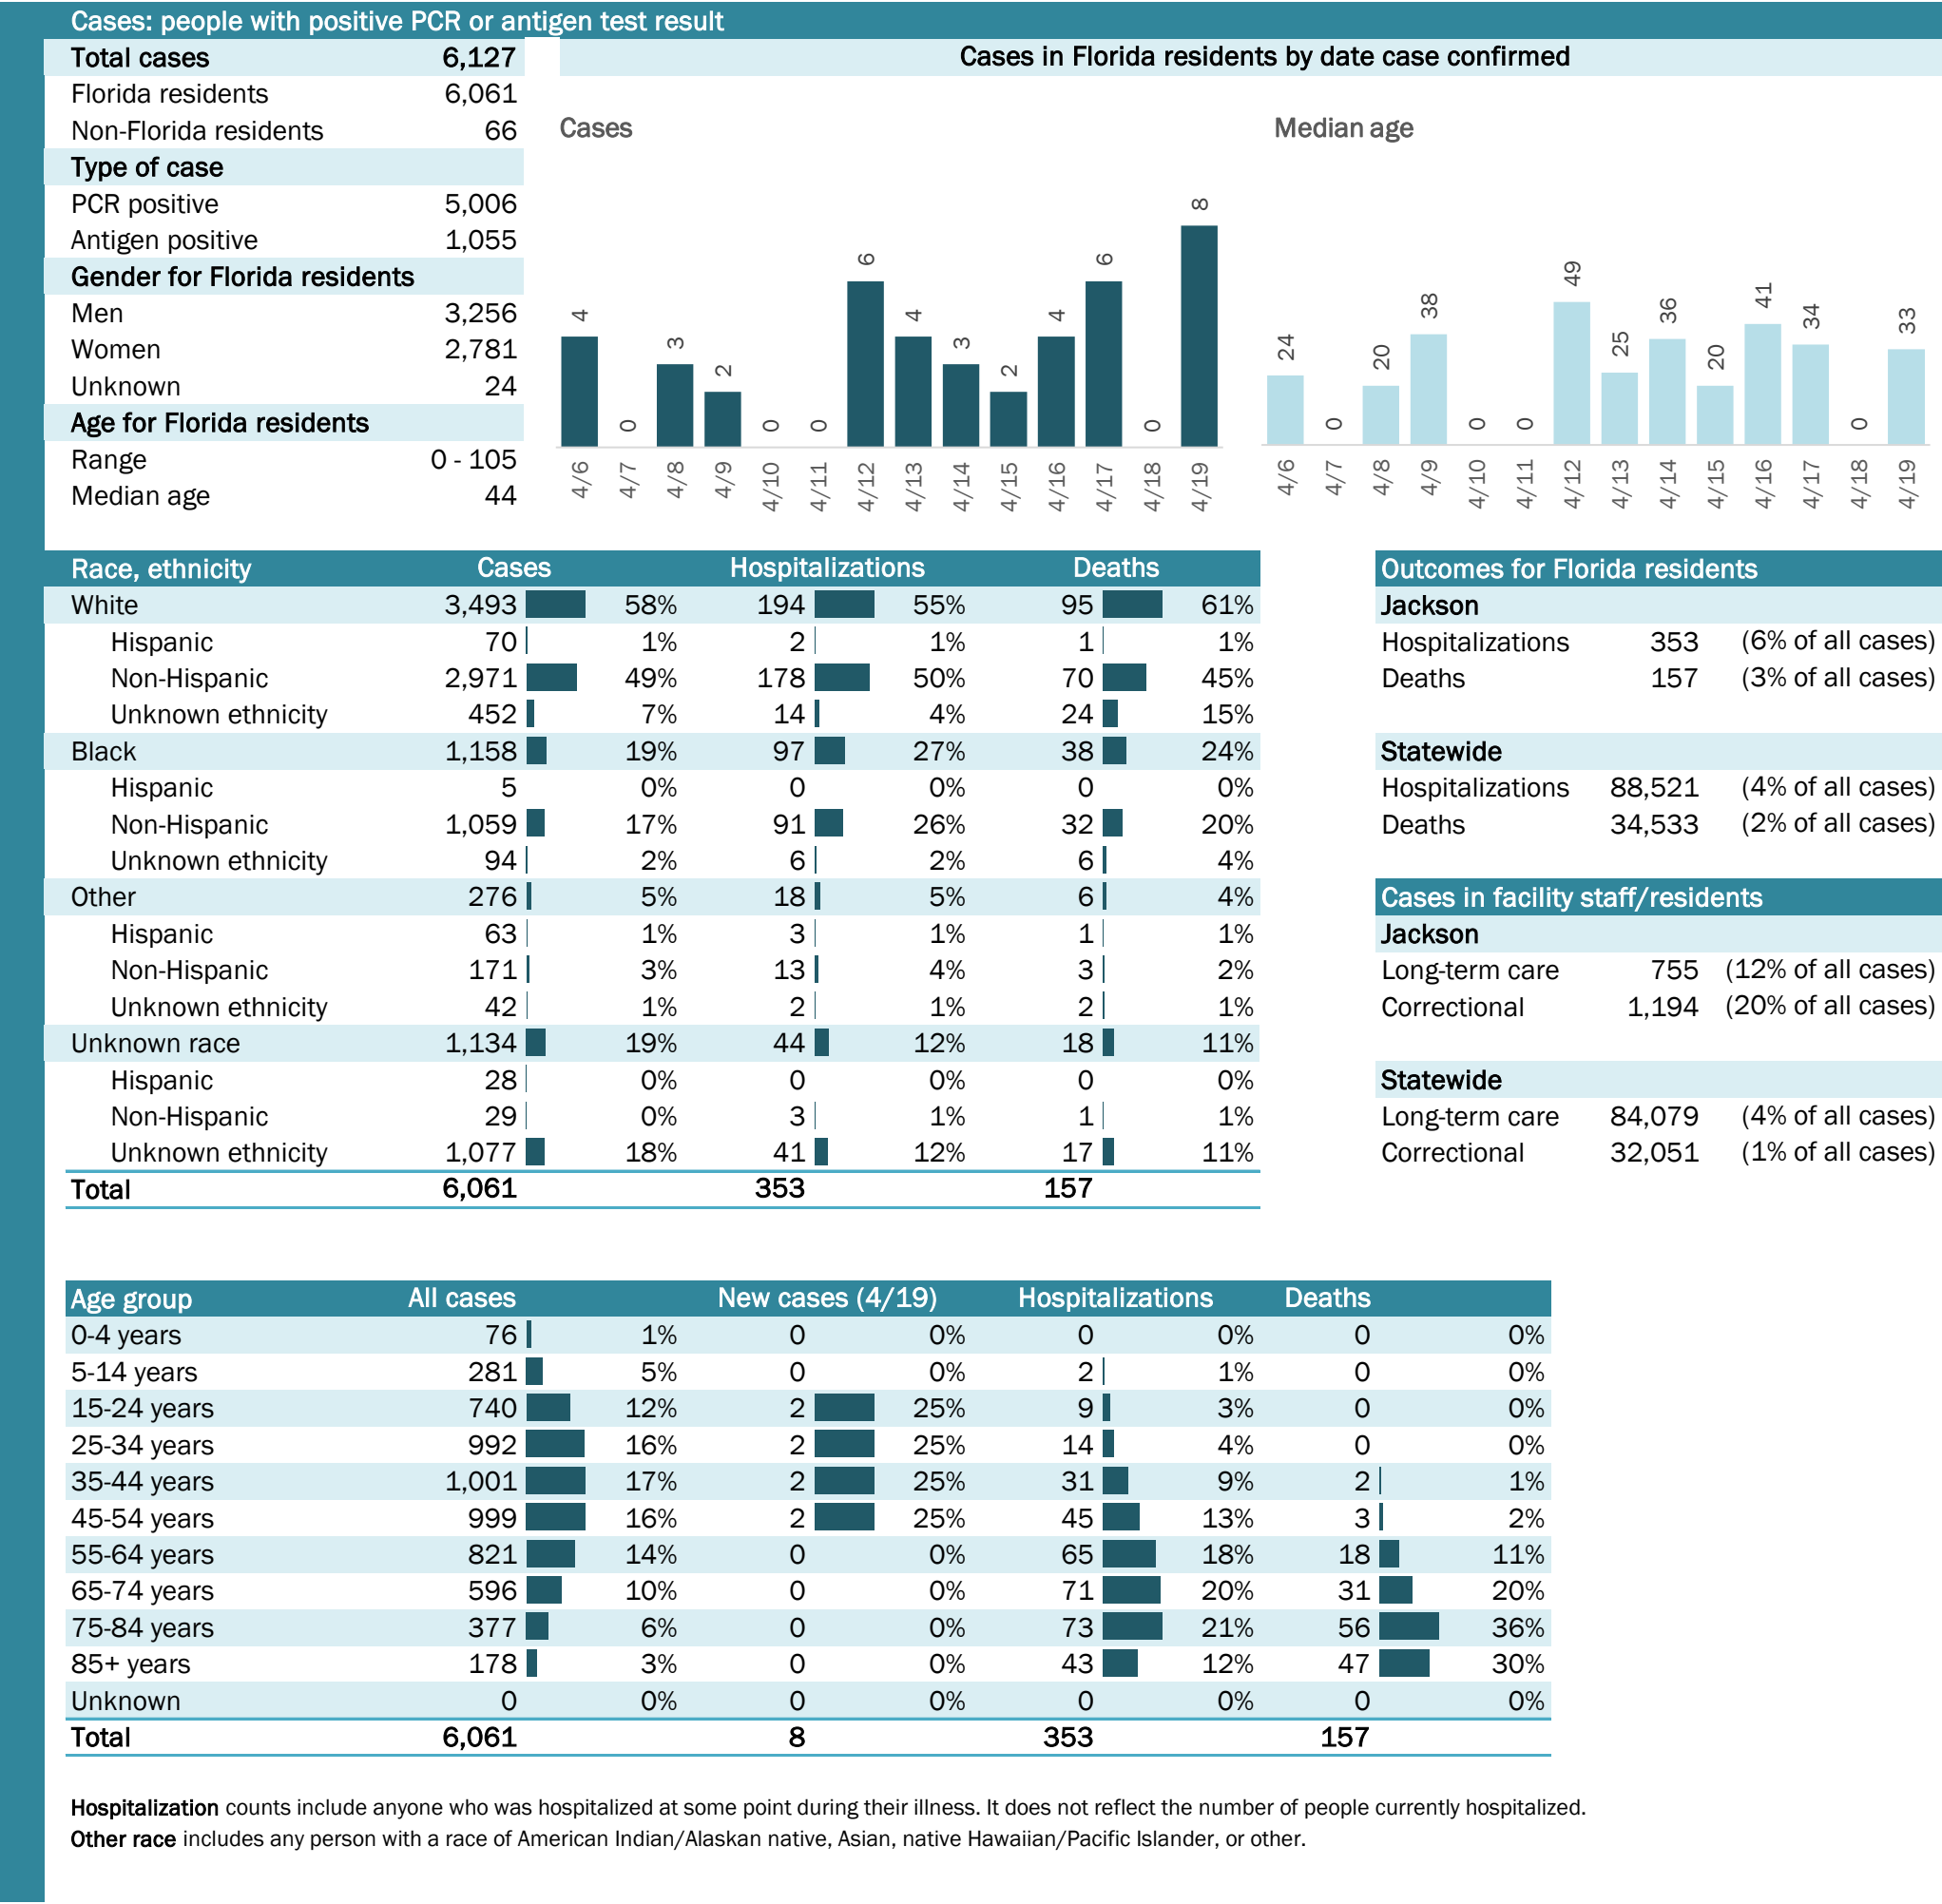 Cases: people with positive PCR or antigen test result
Total cases 6,127
Florida residents 6,061
Non-Florida residents 66
Type of case
PCR positive 5,006
Antigen positive 1,055
Gender for Florida residents
Men 3,256
Women 2,781
Unknown 24
Age for Florida residents
Range 0 - 105
Median age 44
Cases in Florida residents by date case confirmed
Cases
4 0 3 2 0 0 6 4 3 2 4 6 0 8
4/6 4/7 4/8 4/9 4/10 4/11 4/12 4/13 4/14 4/15 4/16 4/17 4/18 4/19
Median age
24 0 20 38 0 0 49 25 36 20 41 34 0 33
4/6 4/7 4/8 4/9 4/10 4/11 4/12 4/13 4/14 4/15 4/16 4/17 4/18 4/19
Race, ethnicity Cases Hospitalizations Deaths
White 3,493 58% 194 55% 95 61%
Hispanic 70 1% 2 1% 1 1%
Non-Hispanic 2,971 49% 178 50% 70 45%
Unknown ethnicity 452 7% 14 4% 24 15%
Black 1,158 19% 97 27% 38 24%
Hispanic 5 0% 0 0% 0 0%
Non-Hispanic 1,059 17% 91 26% 32 20%
Unknown ethnicity 94 2% 6 2% 6 4%
Other 276 5% 18 5% 6 4%
Hispanic 63 1% 3 1% 1 1%
Non-Hispanic 171 3% 13 4% 3 2%
Unknown ethnicity 42 1% 2 1% 2 1%
Unknown race 1,134 19% 44 12% 18 11%
Hispanic 28 0% 0 0% 0 0%
Non-Hispanic 29 0% 3 1% 1 1%
Unknown ethnicity 1,077 18% 41 12% 17 11%
Total 6,061 353 157
Outcomes for Florida residents
Jackson
Hospitalizations 353 (6% of all cases)
Deaths 157 (3% of all cases)
Statewide
Hospitalizations 88,521 (4% of all cases)
Deaths 34,533 (2% of all cases)
Cases in facility staff/residents
Jackson
Long-term care 755 (12% of all cases)
Correctional 1,194 (20% of all cases)
Statewide
Long-term care 84,079 (4% of all cases)
Correctional 32,051 (1% of all cases)
Age group All cases New cases (4/19) Hospitalizations Deaths
0-4 years 76 1% 0 0% 0 0% 0 0%
5-14 years 281 5% 0 0% 2 1% 0 0%
15-24 years 740 12% 2 25% 9 3% 0 0%
25-34 years 992 16% 2 25% 14 4% 0 0%
35-44 years 1,001 17% 2 25% 31 9% 2 1%
45-54 years 999 16% 2 25% 45 13% 3 2%
55-64 years 821 14% 0 0% 65 18% 18 11%
65-74 years 596 10% 0 0% 71 20% 31 20%
75-84 years 377 6% 0 0% 73 21% 56 36%
85+ years 178 3% 0 0% 43 12% 47 30%
Unknown 0 0% 0 0% 0 0% 0 0%
Total 6,061 8 353 157
Hospitalization counts include anyone who was hospitalized at some point during their illness. It does not reflect the number of people currently hospitalized.
Other race includes any person with a race of American Indian/Alaskan native, Asian, native Hawaiian/Pacific Islander, or other.